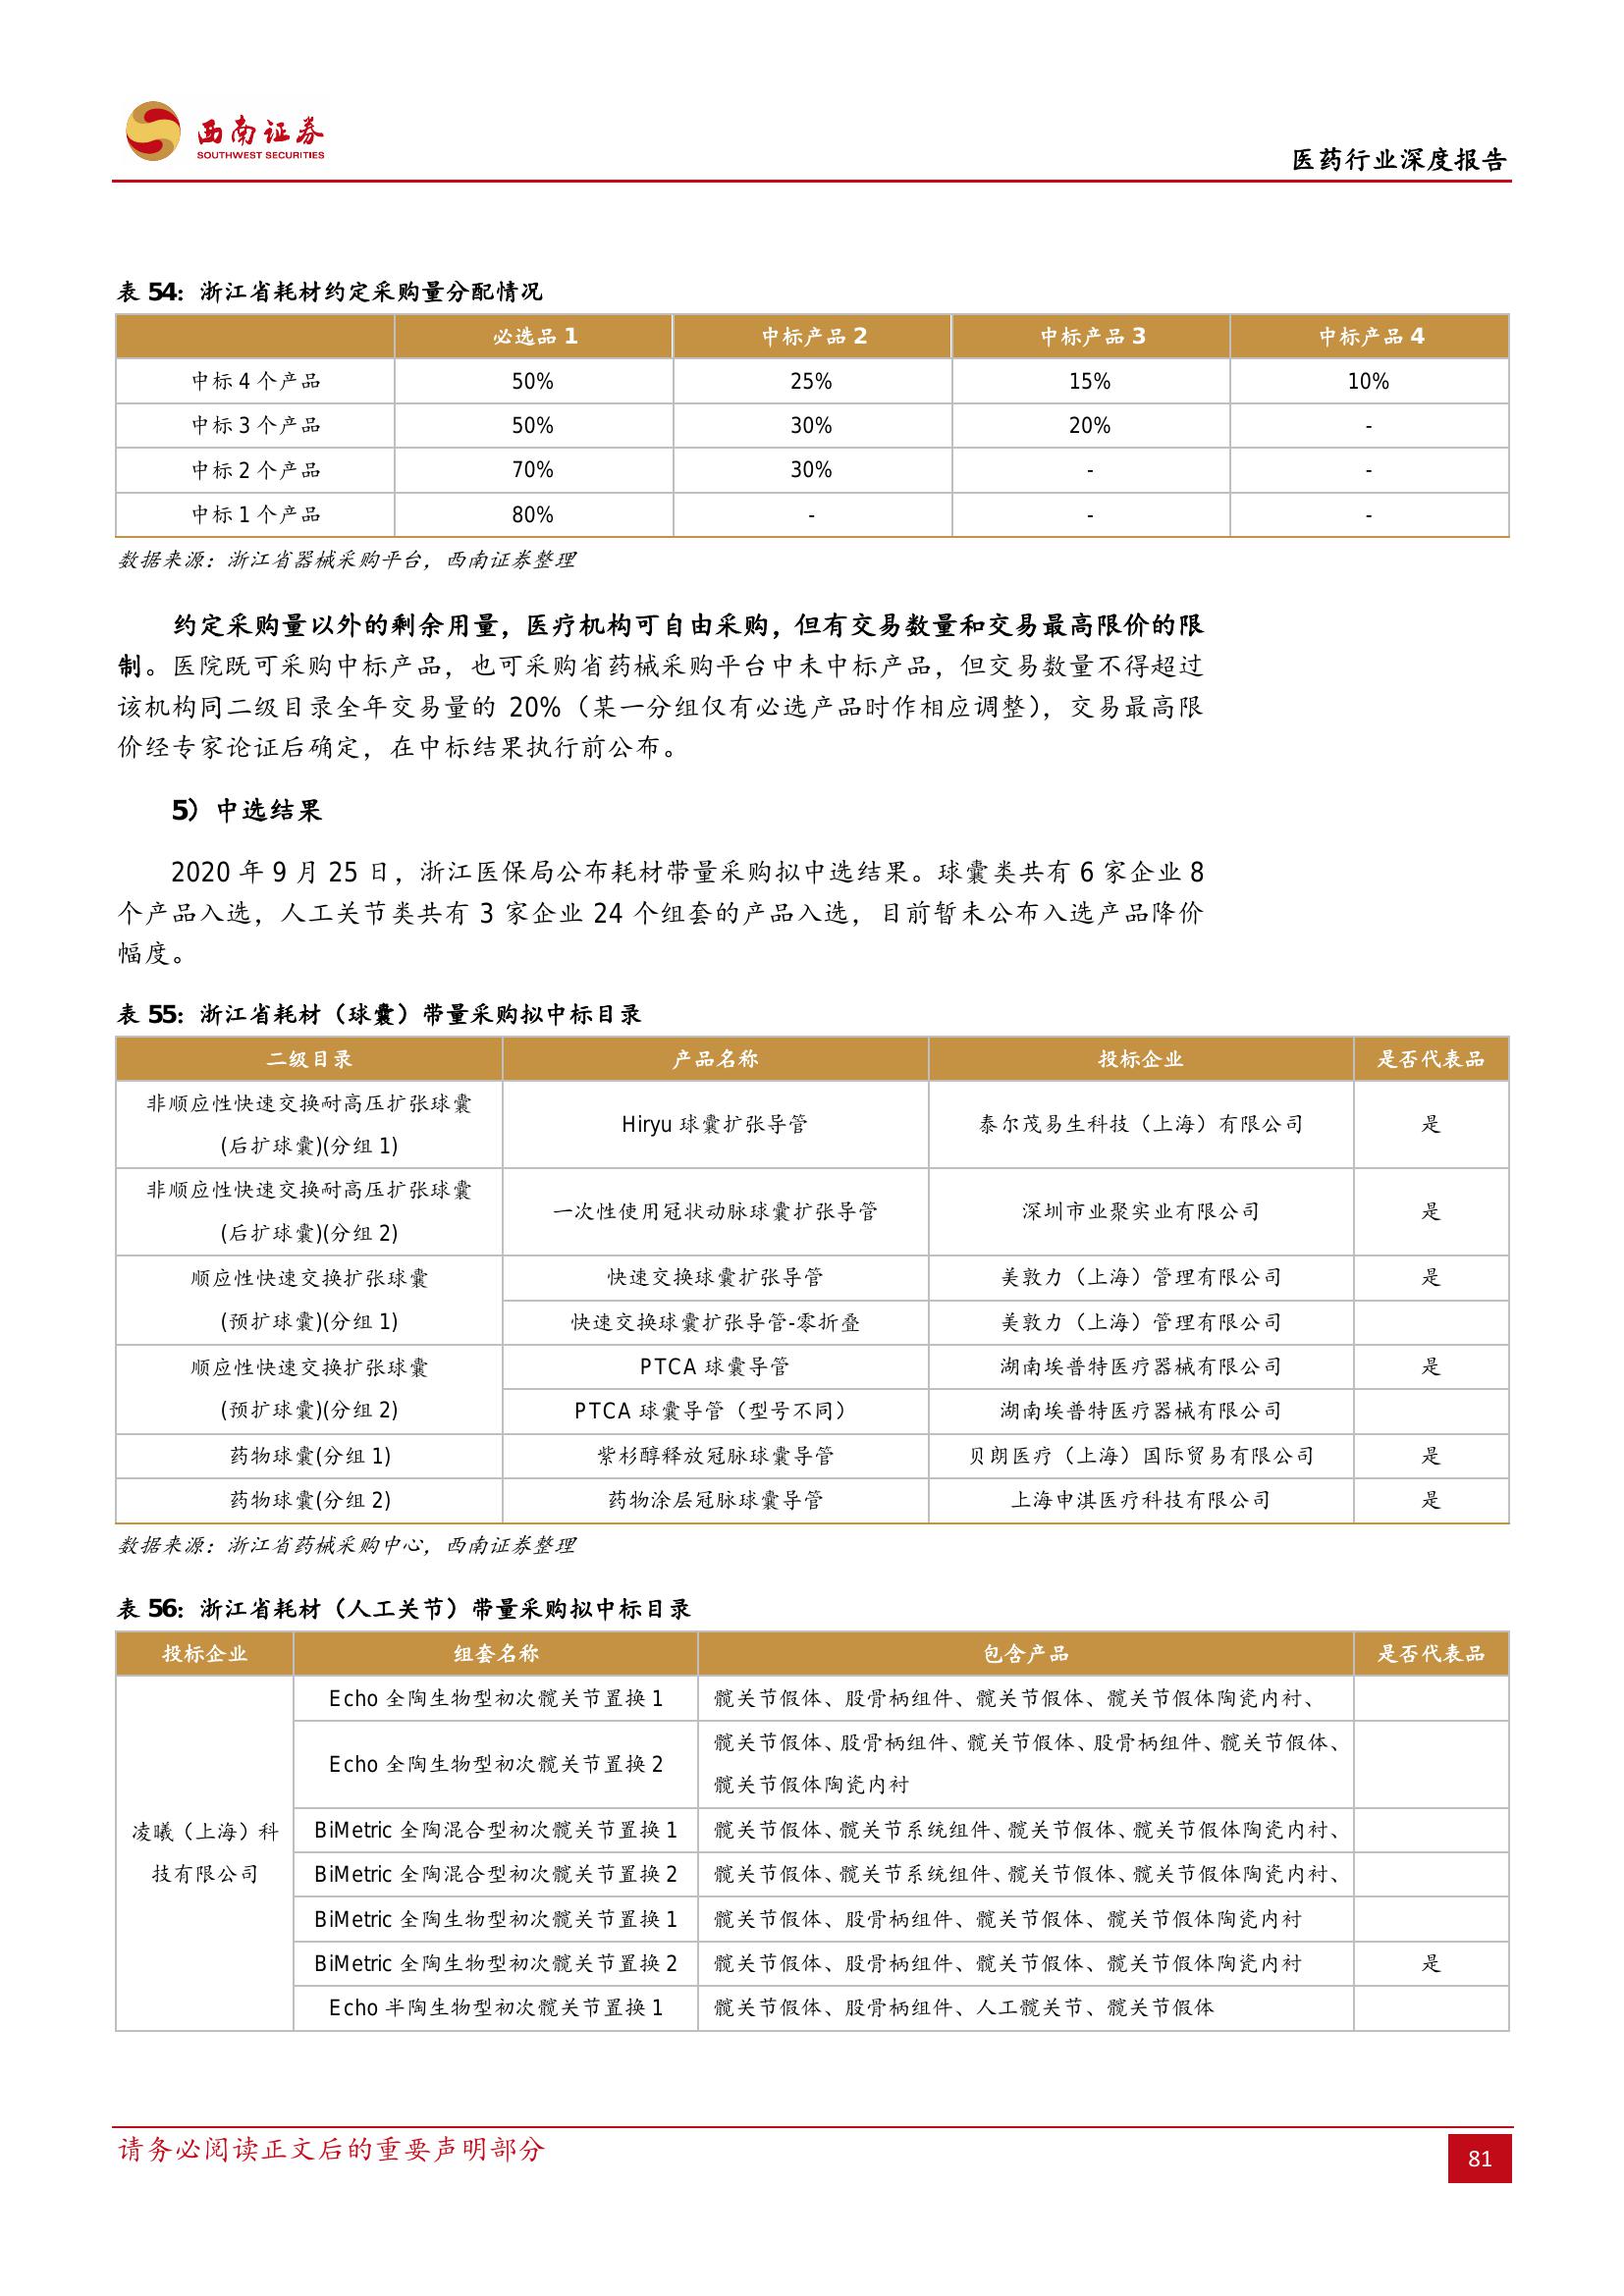 西南证券
SOUTHWEST SECURITIES
医药行业深度报告
表 54：浙江省耗材约定采购量分配情况
必选品 1 中标产品 2 中标产品 3 中标产品 4
中标 4 个产品 50% 25% 15% 10%
中标 3 个产品 50% 30% 20% -
中标 2 个产品 70% 30% - -
中标 1 个产品 80% - - -
数据来源：浙江省器械采购平台，西南证券整理
约定采购量以外的剩余用量，医疗机构可自由采购，但有交易数量和交易最高限价的限
制。医院既可采购中标产品，也可采购省药械采购平台中未中标产品，但交易数量不得超过
该机构同二级目录全年交易量的 20%（某一分组仅有必选产品时作相应调整），交易最高限
价经专家论证后确定，在中标结果执行前公布。
5）中选结果
2020 年 9 月 25 日，浙江医保局公布耗材带量采购拟中选结果。球囊类共有 6 家企业 8
个产品入选，人工关节类共有 3 家企业 24 个组套的产品入选，目前暂未公布入选产品降价
幅度。
表 55：浙江省耗材（球囊）带量采购拟中标目录
二级目录 产品名称 投标企业 是否代表品
非顺应性快速交换耐高压扩张球囊
(后扩球囊)(分组 1) Hiryu 球囊扩张导管 泰尔茂易生科技（上海）有限公司 是
非顺应性快速交换耐高压扩张球囊
(后扩球囊)(分组 2) 一次性使用冠状动脉球囊扩张导管 深圳市业聚实业有限公司 是
顺应性快速交换扩张球囊 快速交换球囊扩张导管 美敦力（上海）管理有限公司 是
(预扩球囊)(分组 1) 快速交换球囊扩张导管-零折叠 美敦力（上海）管理有限公司
顺应性快速交换扩张球囊 PTCA 球囊导管 湖南埃普特医疗器械有限公司 是
(预扩球囊)(分组 2) PTCA 球囊导管（型号不同） 湖南埃普特医疗器械有限公司
药物球囊(分组 1) 紫杉醇释放冠脉球囊导管 贝朗医疗（上海）国际贸易有限公司 是
药物球囊(分组 2) 药物涂层冠脉球囊导管 上海申淇医疗科技有限公司 是
数据来源：浙江省药械采购中心，西南证券整理
表 56：浙江省耗材（人工关节）带量采购拟中标目录
投标企业 组套名称 包含产品 是否代表品
凌曦（上海）科
技有限公司
Echo 全陶生物型初次髋关节置换 1 髋关节假体、股骨柄组件、髋关节假体、髋关节假体陶瓷内衬、
Echo 全陶生物型初次髋关节置换 2 髋关节假体、股骨柄组件、髋关节假体、股骨柄组件、髋关节假体、
髋关节假体陶瓷内衬
BiMetric 全陶混合型初次髋关节置换 1 髋关节假体、髋关节系统组件、髋关节假体、髋关节假体陶瓷内衬、
BiMetric 全陶混合型初次髋关节置换 2 髋关节假体、髋关节系统组件、髋关节假体、髋关节假体陶瓷内衬、
BiMetric 全陶生物型初次髋关节置换 1 髋关节假体、股骨柄组件、髋关节假体、髋关节假体陶瓷内衬
BiMetric 全陶生物型初次髋关节置换 2 髋关节假体、股骨柄组件、髋关节假体、髋关节假体陶瓷内衬 是
Echo 半陶生物型初次髋关节置换 1 髋关节假体、股骨柄组件、人工髋关节、髋关节假体
请务必阅读正文后的重要声明部分
81